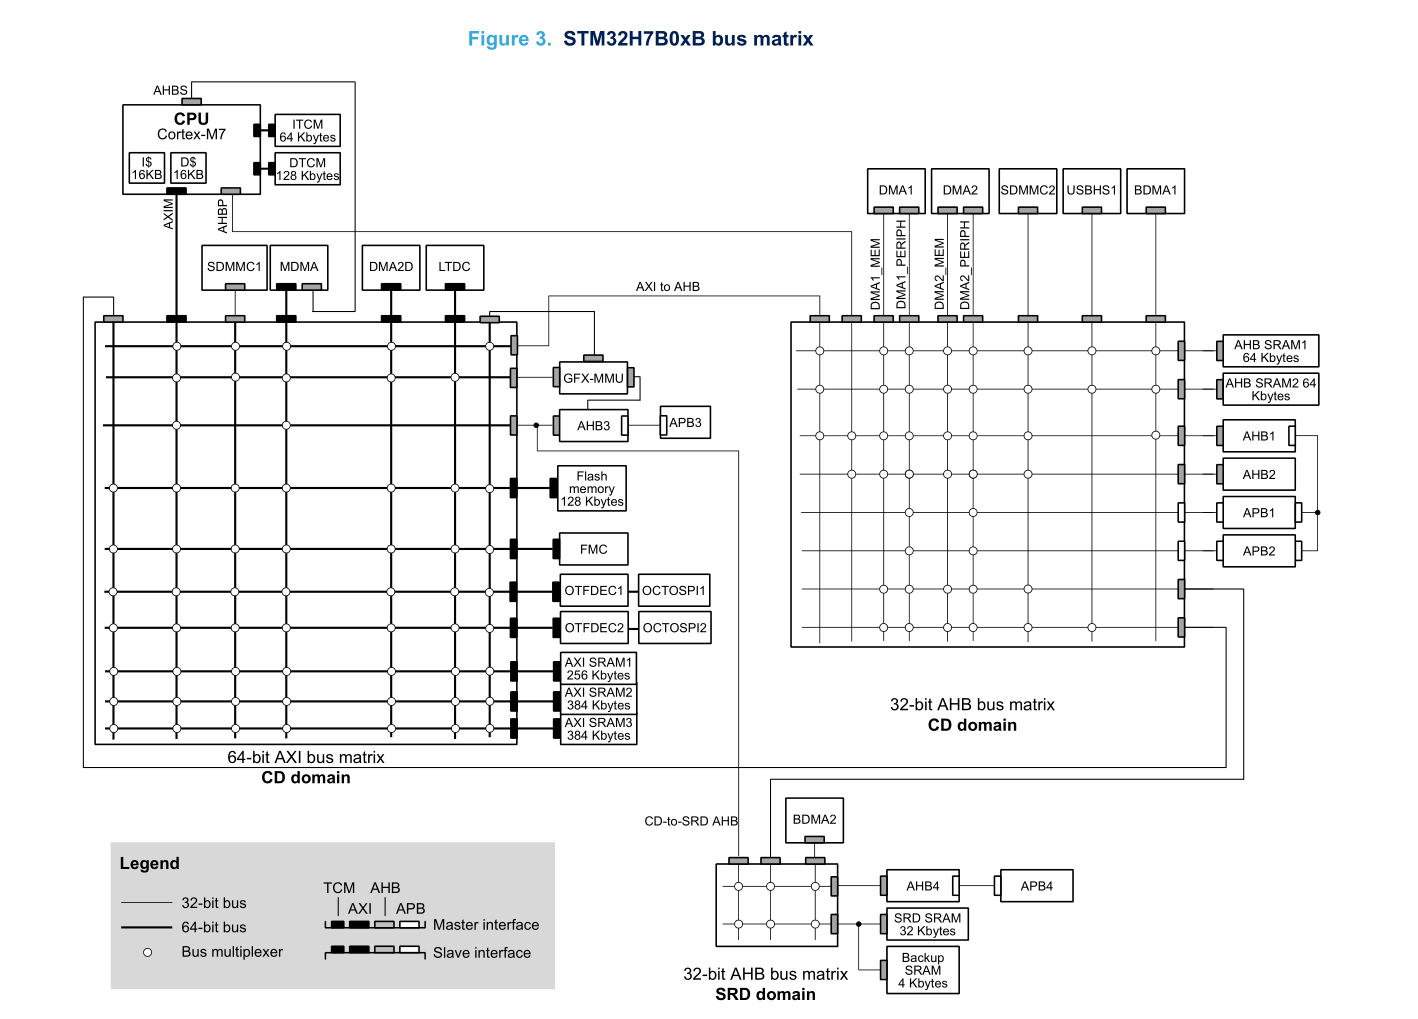 Figure 3. STM32H7B0xB bus matrix
AHBS
CPU
Cortex-M7
I$
16KB
D$
16KB
ITCM
64 Kbytes
DTCM
128 Kbytes
AXIM
AHBP
SDMMC1
MDMA
DMA2D
LTDC
AXI to AHB
DMA1
DMA2
SDMMC2
USBHS1
BDMA1
DMA1_MEM
DMA1_PERIPH
DMA2_MEM
DMA2_PERIPH
GFX-MMU
AHB3
APB3
Flash
memory
128 Kbytes
FMC
OTFDEC1
OCTOSPI1
OTFDEC2
OCTOSPI2
AXI SRAM1
256 Kbytes
AXI SRAM2
384 Kbytes
AXI SRAM3
384 Kbytes
64-bit AXI bus matrix
CD domain
AHB SRAM1
64 Kbytes
AHB SRAM2 64
Kbytes
AHB1
AHB2
APB1
APB2
32-bit AHB bus matrix
CD domain
CD-to-SRD AHB
BDMA2
AHB4
APB4
SRD SRAM
32 Kbytes
Backup
SRAM
4 Kbytes
32-bit AHB bus matrix
SRD domain
Legend
32-bit bus
64-bit bus
Bus multiplexer
TCM
AHB
AXI
APB
Master interface
Slave interface